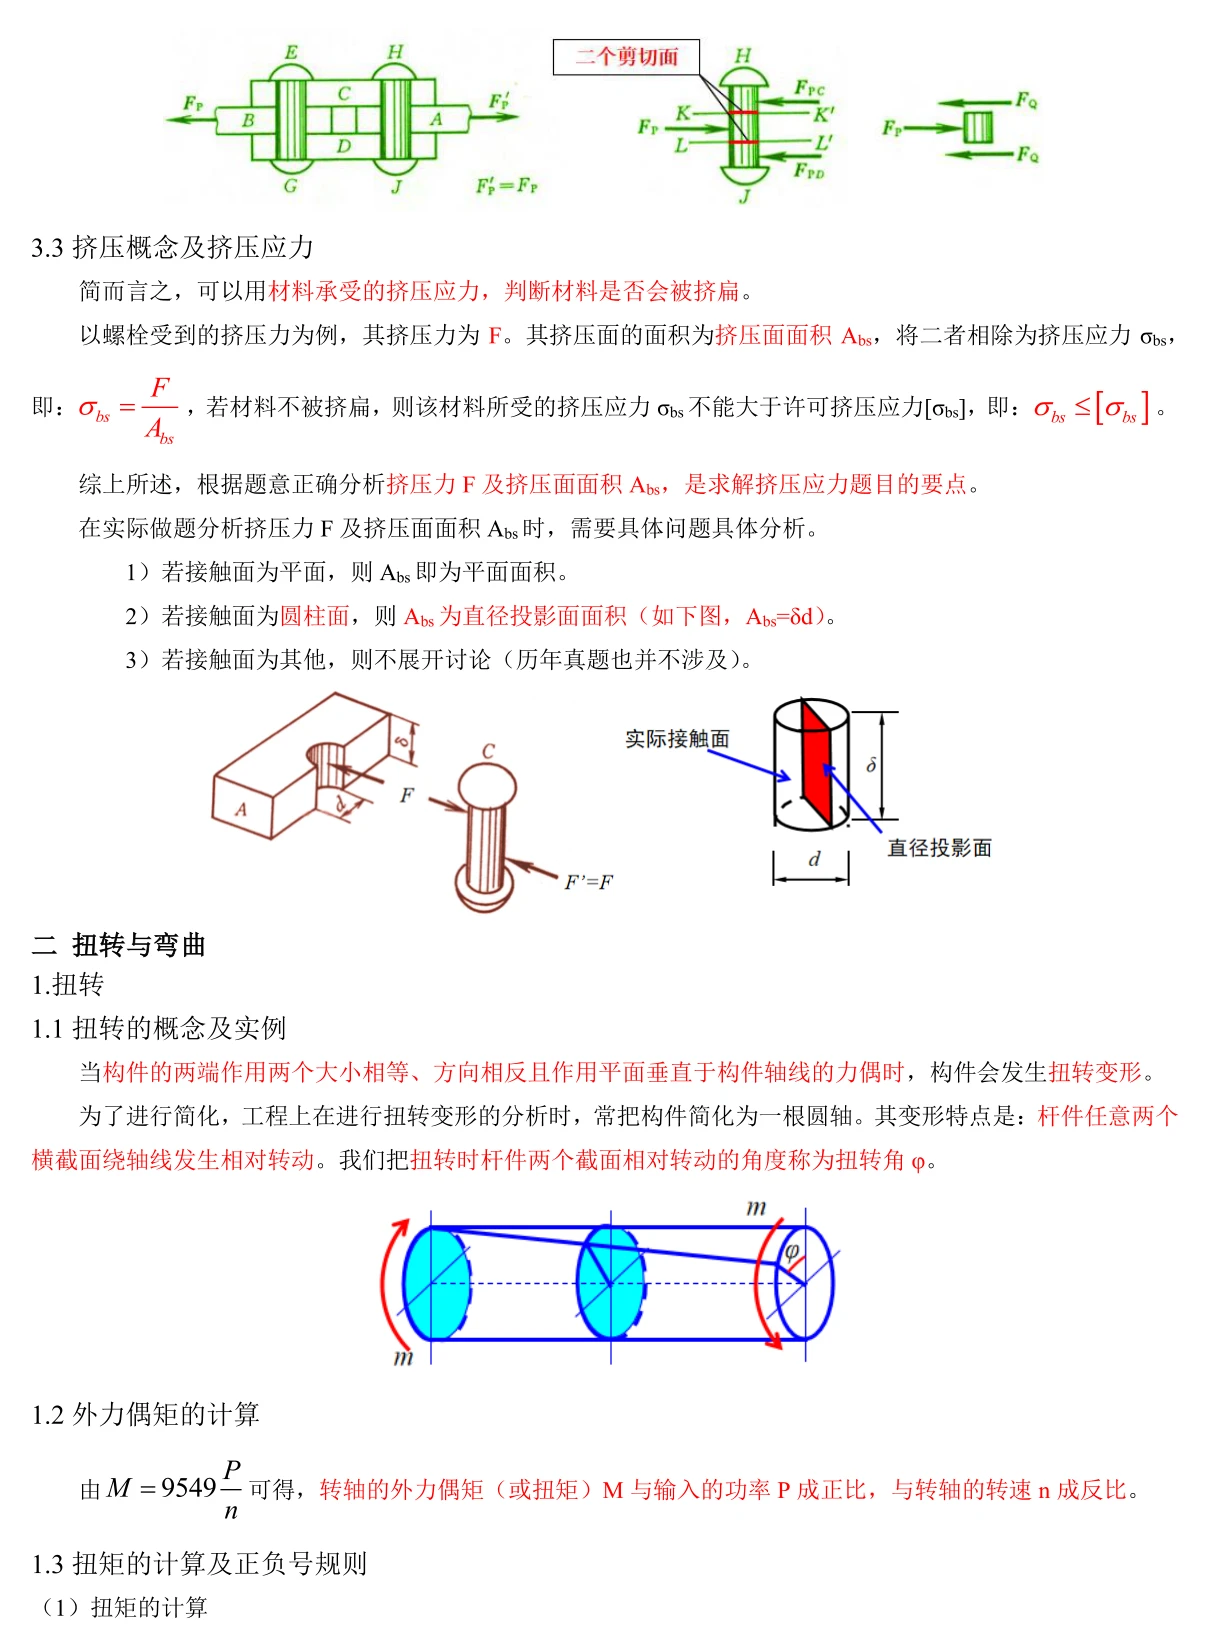 二个剪切面
E H H
F_P B C A F'_P F_PC F_Q
K K'
F_P F_P
L L'
D F_PD F_Q
G J F'_P=F_P J
3.3 挤压概念及挤压应力
简而言之，可以用材料承受的挤压应力，判断材料是否会被挤扁。
以螺栓受到的挤压力为例，其挤压力为 F。其挤压面的面积为挤压面面积 A_bs，将二者相除为挤压应力 σ_bs，
即：σ_bs = F/A_bs，若材料不被挤扁，则该材料所受的挤压应力 σ_bs 不能大于许可挤压应力[σ_bs]，即：σ_bs ≤ [σ_bs]。
综上所述，根据题意正确分析挤压力 F 及挤压面面积 A_bs，是求解挤压应力题目的要点。
在实际做题分析挤压力 F 及挤压面面积 A_bs 时，需要具体问题具体分析。
1）若接触面为平面，则 A_bs 即为平面面积。
2）若接触面为圆柱面，则 A_bs 为直径投影面面积（如下图，A_bs=δd）。
3）若接触面为其他，则不展开讨论（历年真题也并不涉及）。
δ C 实际接触面 δ
A d F
F’=F d 直径投影面
二 扭转与弯曲
1.扭转
1.1 扭转的概念及实例
当构件的两端作用两个大小相等、方向相反且作用平面垂直于构件轴线的力偶时，构件会发生扭转变形。
为了进行简化，工程上在进行扭转变形的分析时，常把构件简化为一根圆轴。其变形特点是：杆件任意两个
横截面绕轴线发生相对转动。我们把扭转时杆件两个截面相对转动的角度称为扭转角 φ。
m
φ
m
1.2 外力偶矩的计算
由 M = 9549 P/n 可得，转轴的外力偶矩（或扭矩）M 与输入的功率 P 成正比，与转轴的转速 n 成反比。
1.3 扭矩的计算及正负号规则
（1）扭矩的计算